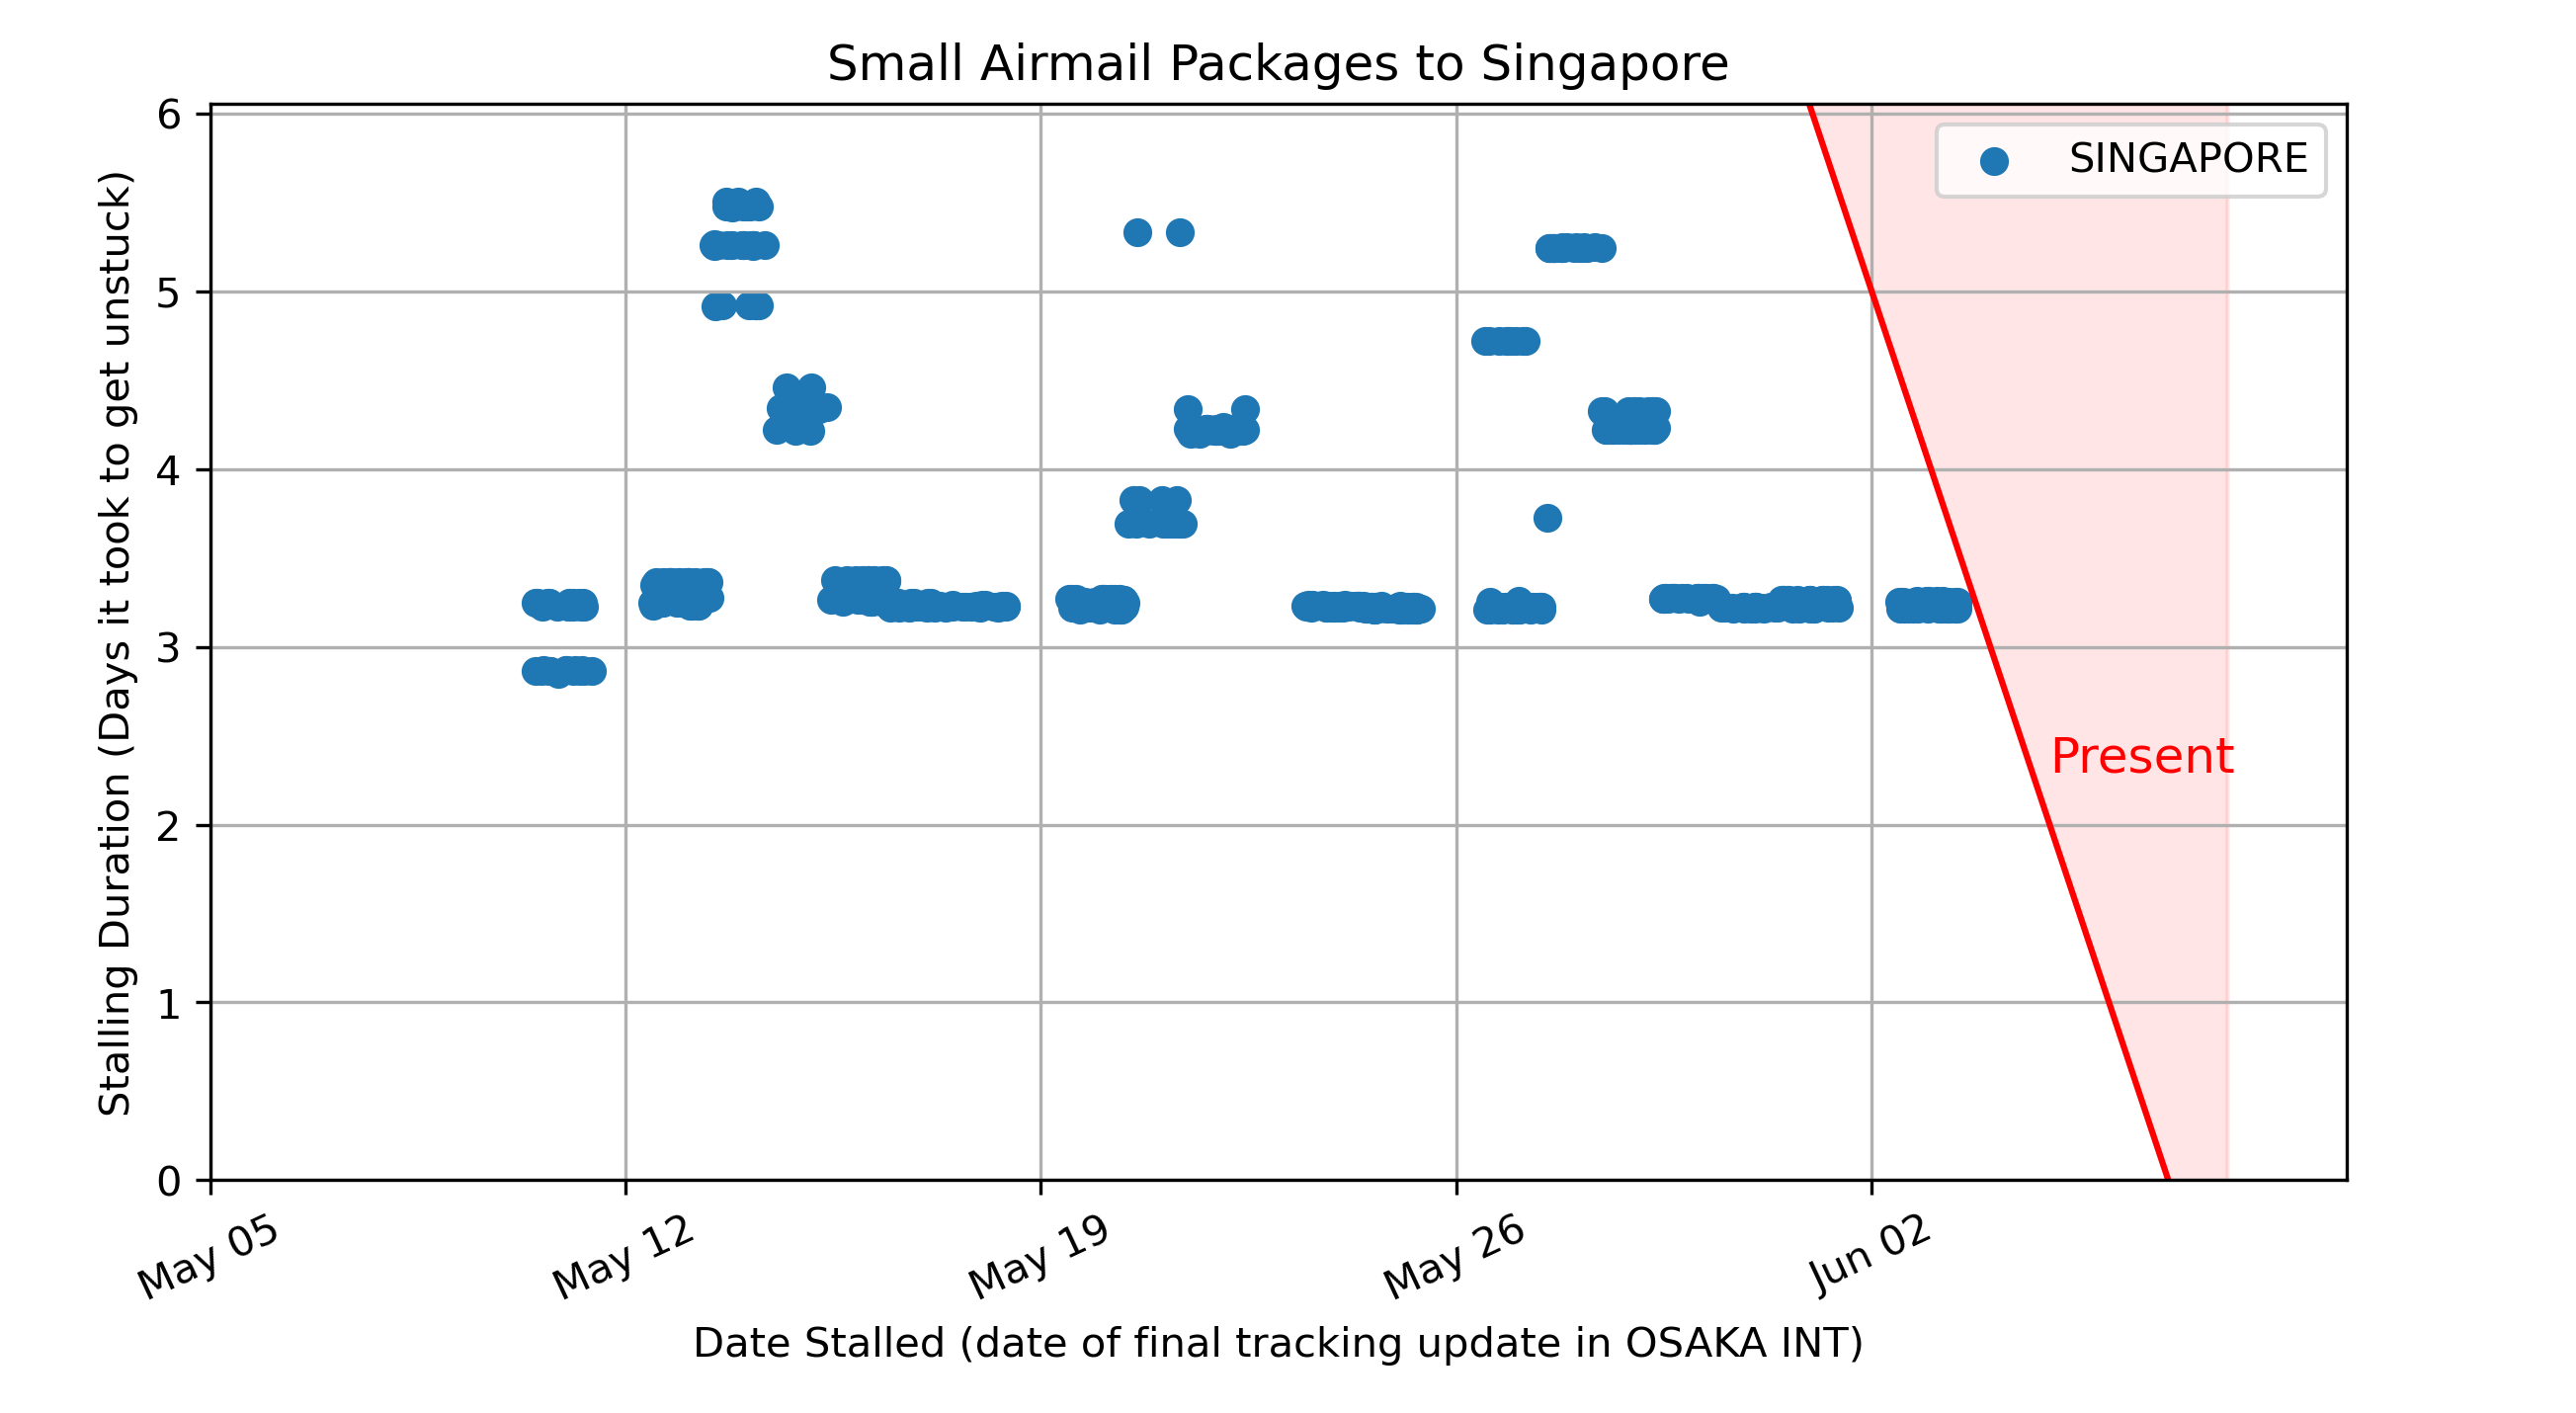 Small Airmail Packages to Singapore
SINGAPORE
Present
Stalling Duration (Days it took to get unstuck)
6
5
4
3
2
1
0
May 05
May 12
May 19
May 26
Jun 02
Date Stalled (date of final tracking update in OSAKA INT)